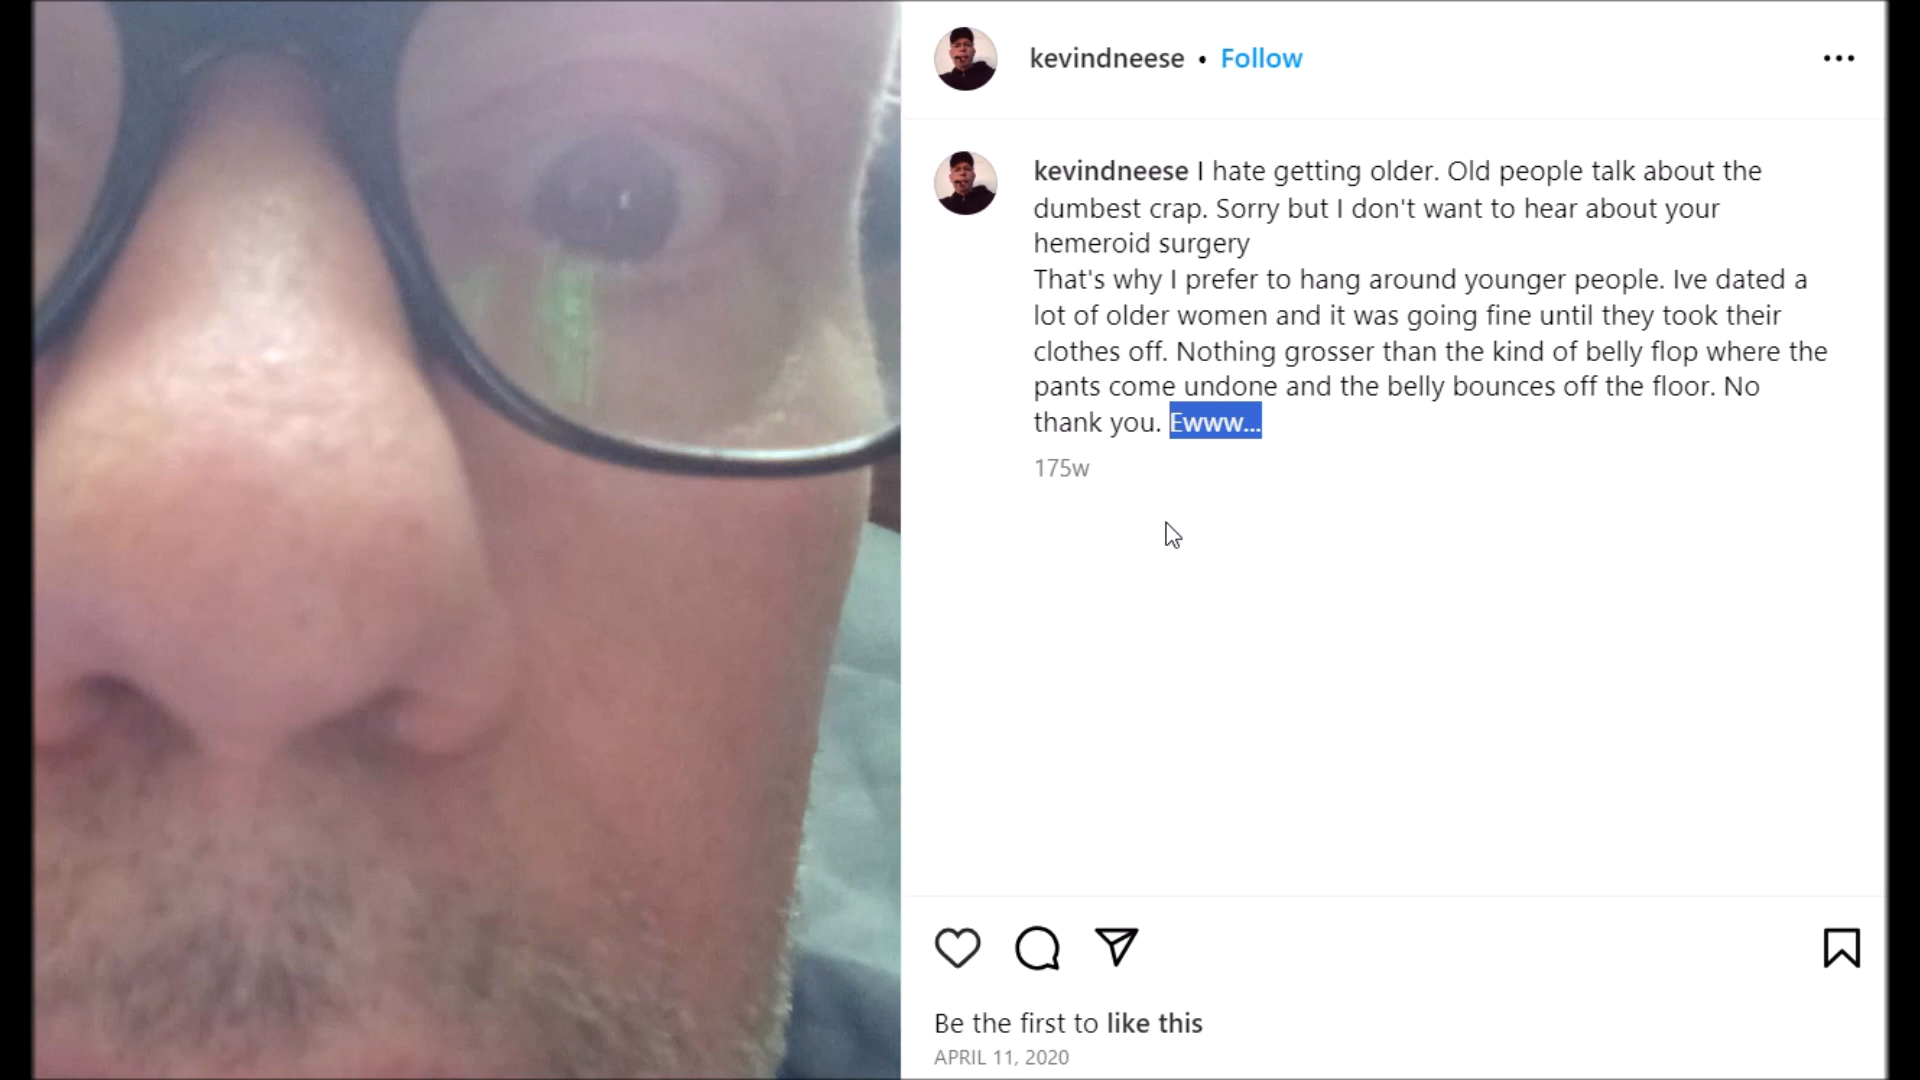 kevindneese • Follow
kevindneese I hate getting older. Old people talk about the
dumbest crap. Sorry but I don't want to hear about your
hemeroid surgery
That's why I prefer to hang around younger people. Ive dated a
lot of older women and it was going fine until they took their
clothes off. Nothing grosser than the kind of belly flop where the
pants come undone and the belly bounces off the floor. No
thank you. Ewww...
175w
Be the first to like this
APRIL 11, 2020